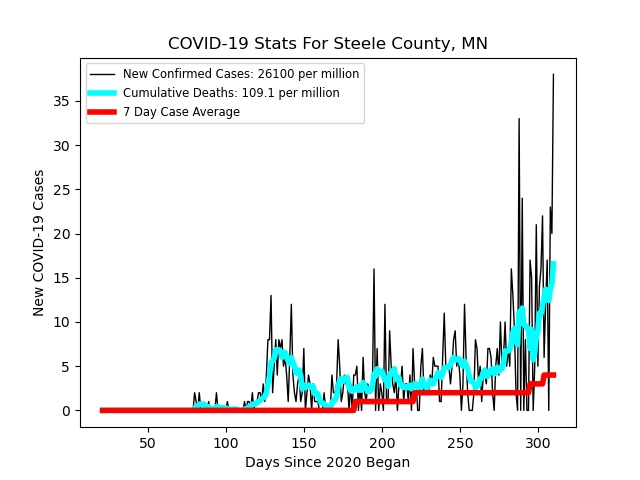 COVID-19 Stats For Steele County, MN
New Confirmed Cases: 26100 per million
Cumulative Deaths: 109.1 per million
7 Day Case Average
New COVID-19 Cases
35
30
25
20
15
10
5
0
50 100 150 200 250 300
Days Since 2020 Began